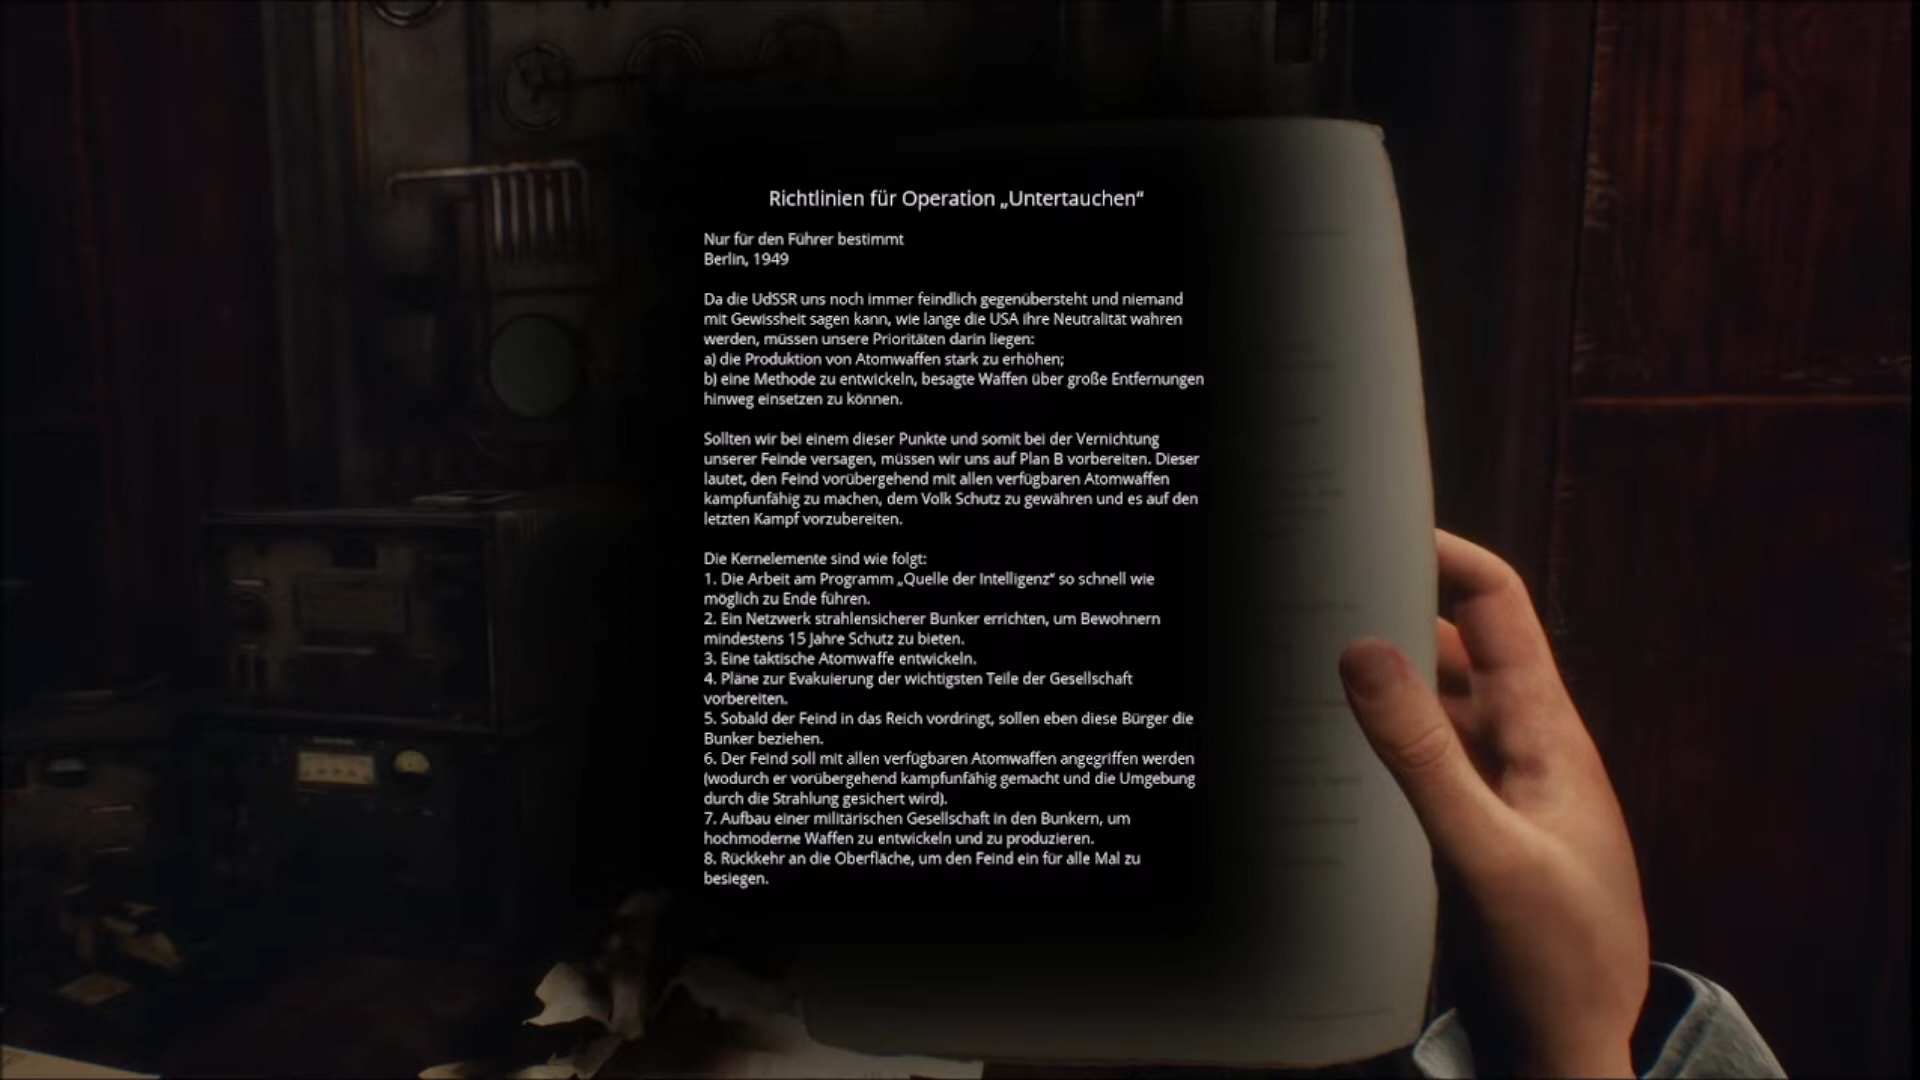 Richtlinien für Operation „Untertauchen“
Nur für den Führer bestimmt
Berlin, 1949
Da die UdSSR uns noch immer feindlich gegenübersteht und niemand
mit Gewissheit sagen kann, wie lange die USA ihre Neutralität wahren
werden, müssen unsere Prioritäten darin liegen:
a) die Produktion von Atomwaffen stark zu erhöhen;
b) eine Methode zu entwickeln, besagte Waffen über große Entfernungen
hinweg einsetzen zu können.
Sollten wir bei einem dieser Punkte und somit bei der Vernichtung
unserer Feinde versagen, müssen wir uns auf Plan B vorbereiten. Dieser
lautet, den Feind vorübergehend mit allen verfügbaren Atomwaffen
kampfunfähig zu machen, dem Volk Schutz zu gewähren und es auf den
letzten Kampf vorzubereiten.
Die Kernelemente sind wie folgt:
1. Die Arbeit am Programm „Quelle der Intelligenz“ so schnell wie
möglich zu Ende führen.
2. Ein Netzwerk strahlensicherer Bunker errichten, um Bewohnern
mindestens 15 Jahre Schutz zu bieten.
3. Eine taktische Atomwaffe entwickeln.
4. Pläne zur Evakuierung der wichtigsten Teile der Gesellschaft
vorbereiten.
5. Sobald der Feind in das Reich vordringt, sollen eben diese Bürger die
Bunker beziehen.
6. Der Feind soll mit allen verfügbaren Atomwaffen angegriffen werden
(wodurch er vorübergehend kampfunfähig gemacht und die Umgebung
durch die Strahlung gesichert wird).
7. Aufbau einer militärischen Gesellschaft in den Bunkern, um
hochmoderne Waffen zu entwickeln und zu produzieren.
8. Rückkehr an die Oberfläche, um den Feind ein für alle Mal zu
besiegen.